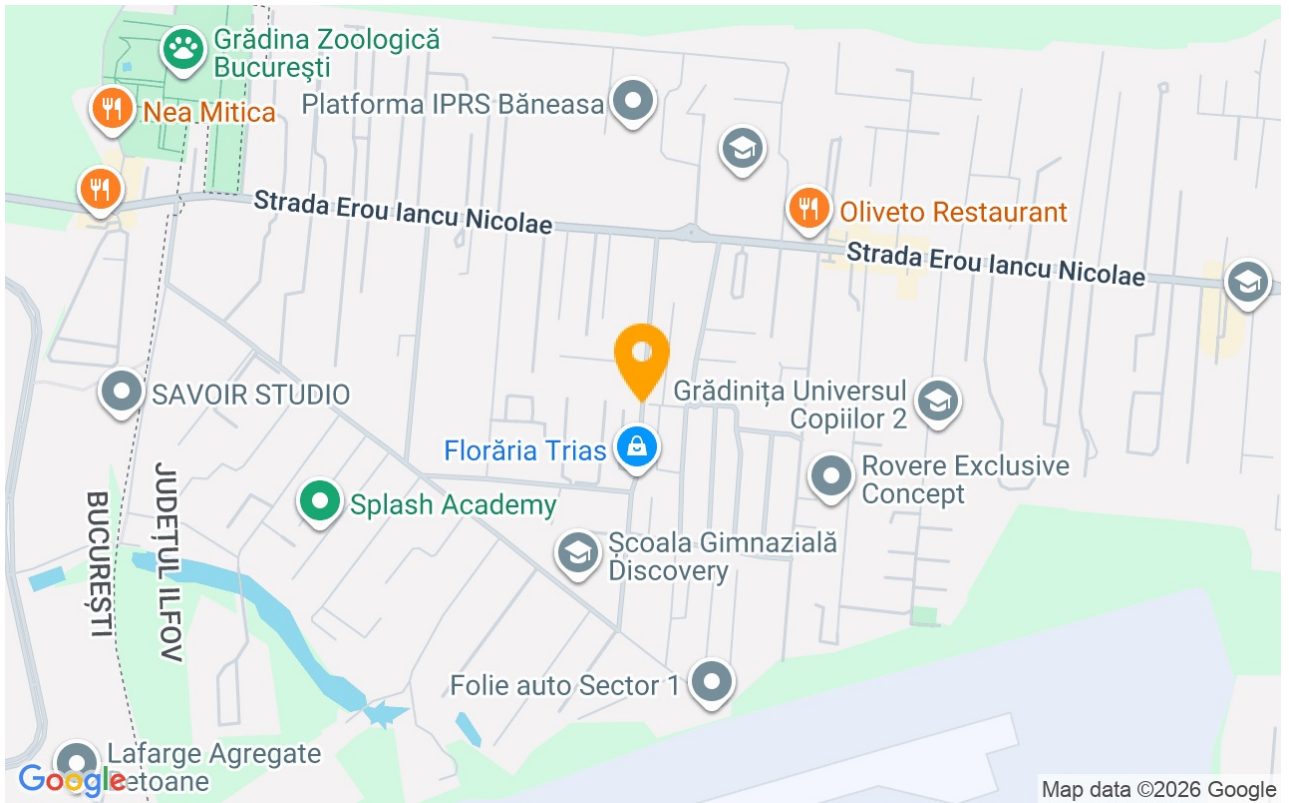 Grădina Zoologică
Bucureşti
Nea Mitica
Platforma IPRS Băneasa
Strada Erou Iancu Nicolae
Oliveto Restaurant
Strada Erou Iancu Nicolae
SAVOIR STUDIO
Grădinița Universul
Copiilor 2
Florăria Trias
Rovere Exclusive
Concept
JUDEȚUL ILFOV
BUCUREȘTI
Splash Academy
Școala Gimnazială
Discovery
Folie auto Sector 1
Lafarge Agregate
Betoane
Google
Map data ©2026 Google